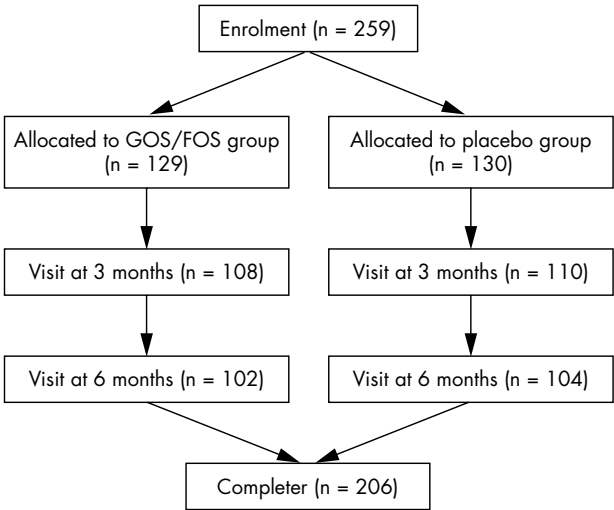 Enrolment (n = 259)
Allocated to GOS/FOS group
(n = 129)
Allocated to placebo group
(n = 130)
Visit at 3 months (n = 108)
Visit at 3 months (n = 110)
Visit at 6 months (n = 102)
Visit at 6 months (n = 104)
Completer (n = 206)